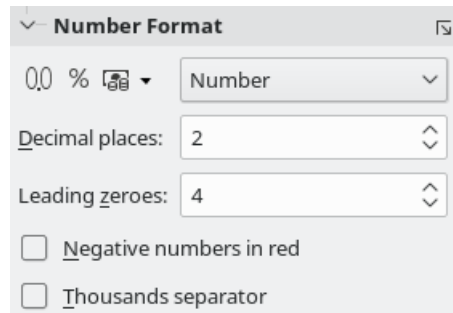 Number Format
0.0 % Number
Decimal places: 2
Leading zeroes: 4
Negative numbers in red
Thousands separator